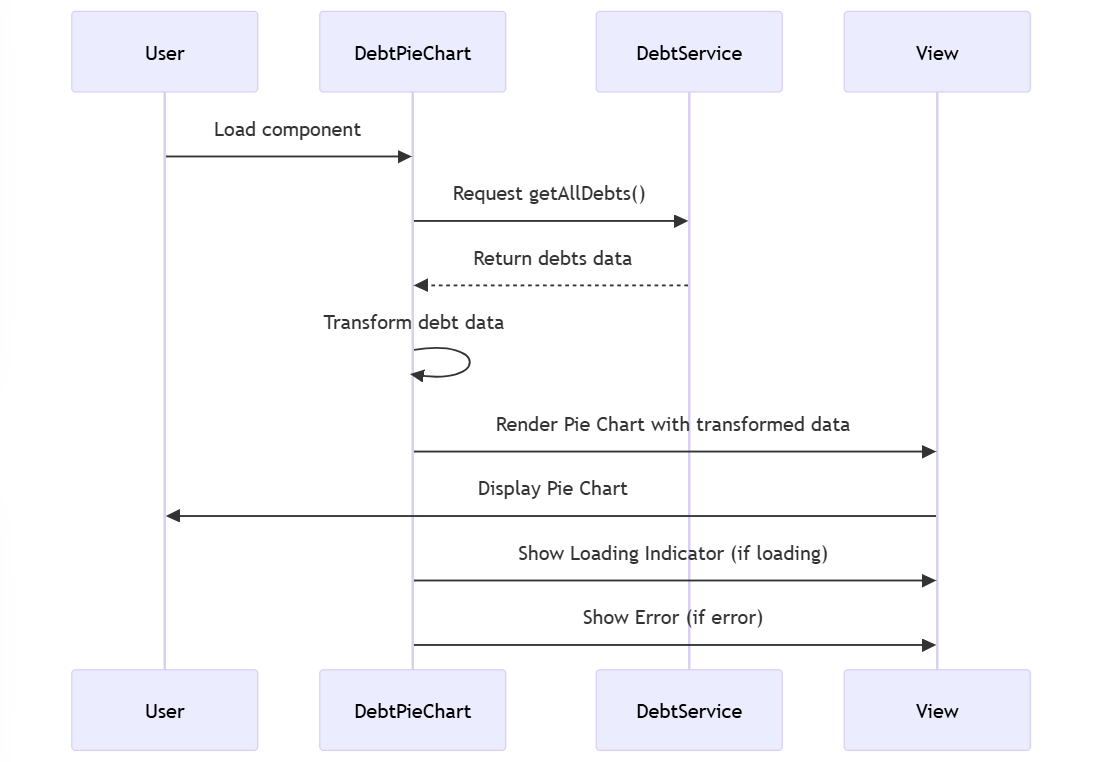 User
DebtPieChart
DebtService
View
Load component
Request getAllDebts()
Return debts data
Transform debt data
Render Pie Chart with transformed data
Display Pie Chart
Show Loading Indicator (if loading)
Show Error (if error)
User
DebtPieChart
DebtService
View